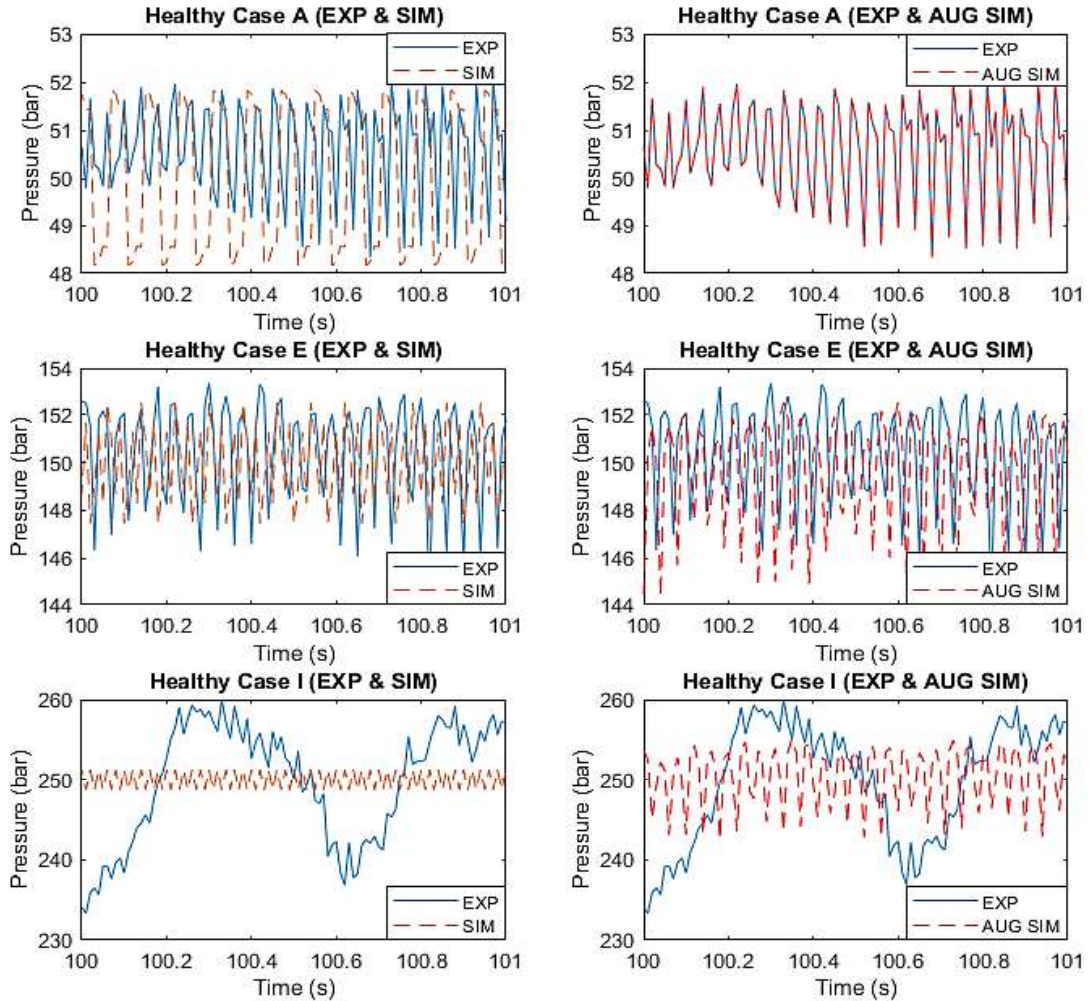 Healthy Case A (EXP & SIM)
53
52
51
50
49
48
Pressure (bar)
EXP
SIM
100
100.2
100.4
100.6
100.8
101
Time (s)
Healthy Case A (EXP & AUG SIM)
53
52
51
50
49
48
Pressure (bar)
EXP
AUG SIM
100
100.2
100.4
100.6
100.8
101
Time (s)
Healthy Case E (EXP & SIM)
154
152
150
148
146
144
Pressure (bar)
EXP
SIM
100
100.2
100.4
100.6
100.8
101
Time (s)
Healthy Case E (EXP & AUG SIM)
154
152
150
148
146
144
Pressure (bar)
EXP
AUG SIM
100
100.2
100.4
100.6
100.8
101
Time (s)
Healthy Case I (EXP & SIM)
260
250
240
230
Pressure (bar)
EXP
SIM
100
100.2
100.4
100.6
100.8
101
Time (s)
Healthy Case I (EXP & AUG SIM)
260
250
240
230
Pressure (bar)
EXP
AUG SIM
100
100.2
100.4
100.6
100.8
101
Time (s)